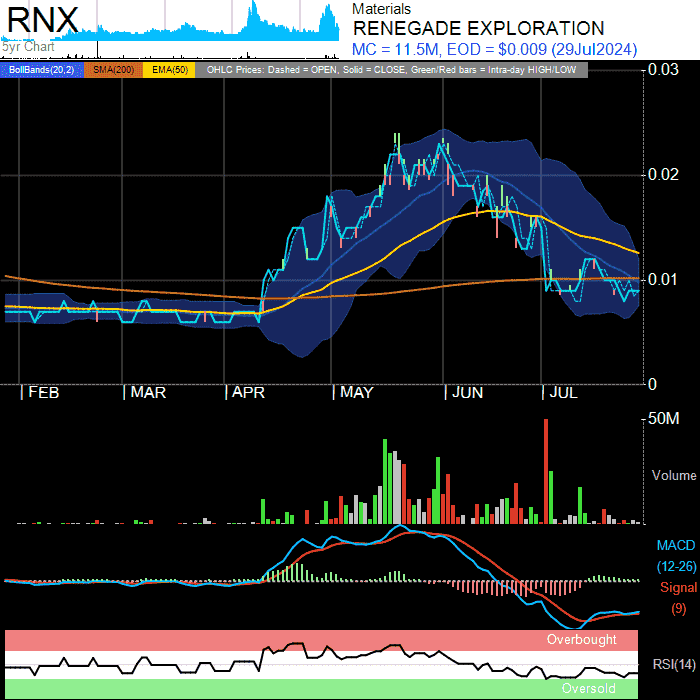 RNX
5yr Chart
Materials
RENEGADE EXPLORATION
MC = 11.5M, EOD = $0.009 (29Jul2024)
BollBands(20,2) SMA(200) EMA(50) OHLC Prices: Dashed = OPEN, Solid = CLOSE, Green/Red bars = Intra-day HIGH/LOW
0.03
0.02
0.01
0
FEB MAR APR MAY JUN JUL
50M
Volume
MACD
(12-26)
Signal
(9)
Overbought
RSI(14)
Oversold